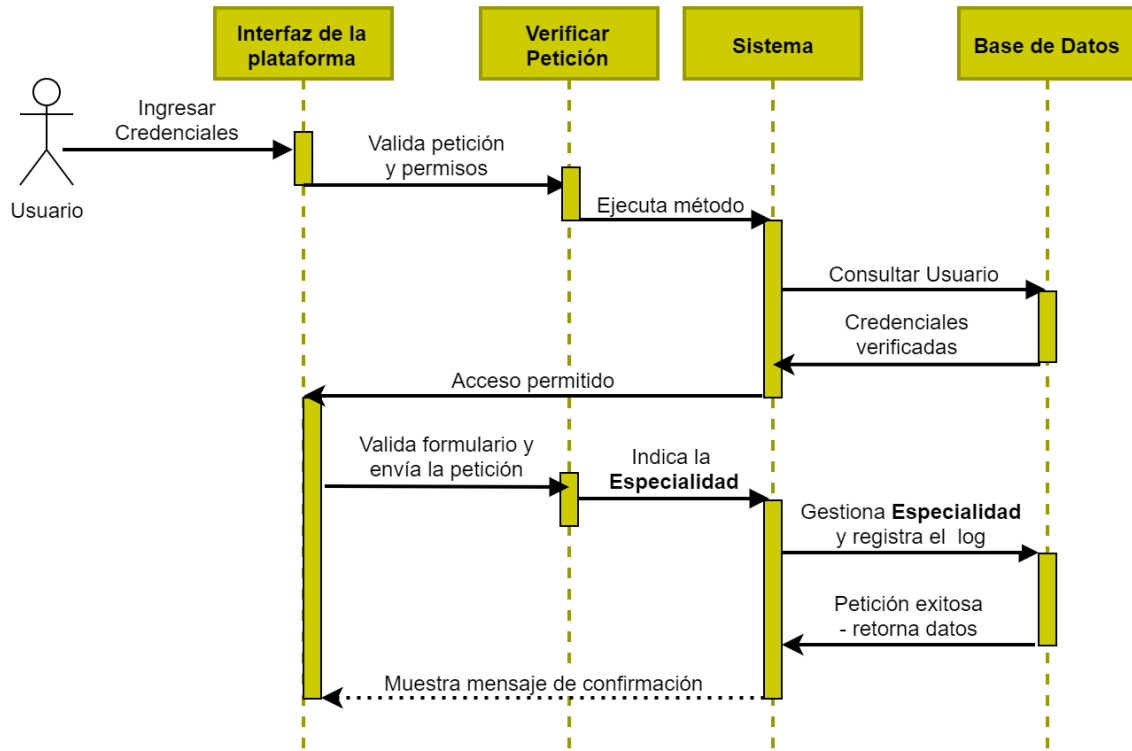 Interfaz de la
plataforma
Verificar
Petición
Sistema
Base de Datos
Ingresar
Credenciales
Usuario
Valida petición
y permisos
Ejecuta método
Consultar Usuario
Credenciales
verificadas
Acceso permitido
Valida formulario y
envía la petición
Indica la
Especialidad
Gestiona Especialidad
y registra el log
Petición exitosa
- retorna datos
Muestra mensaje de confirmación